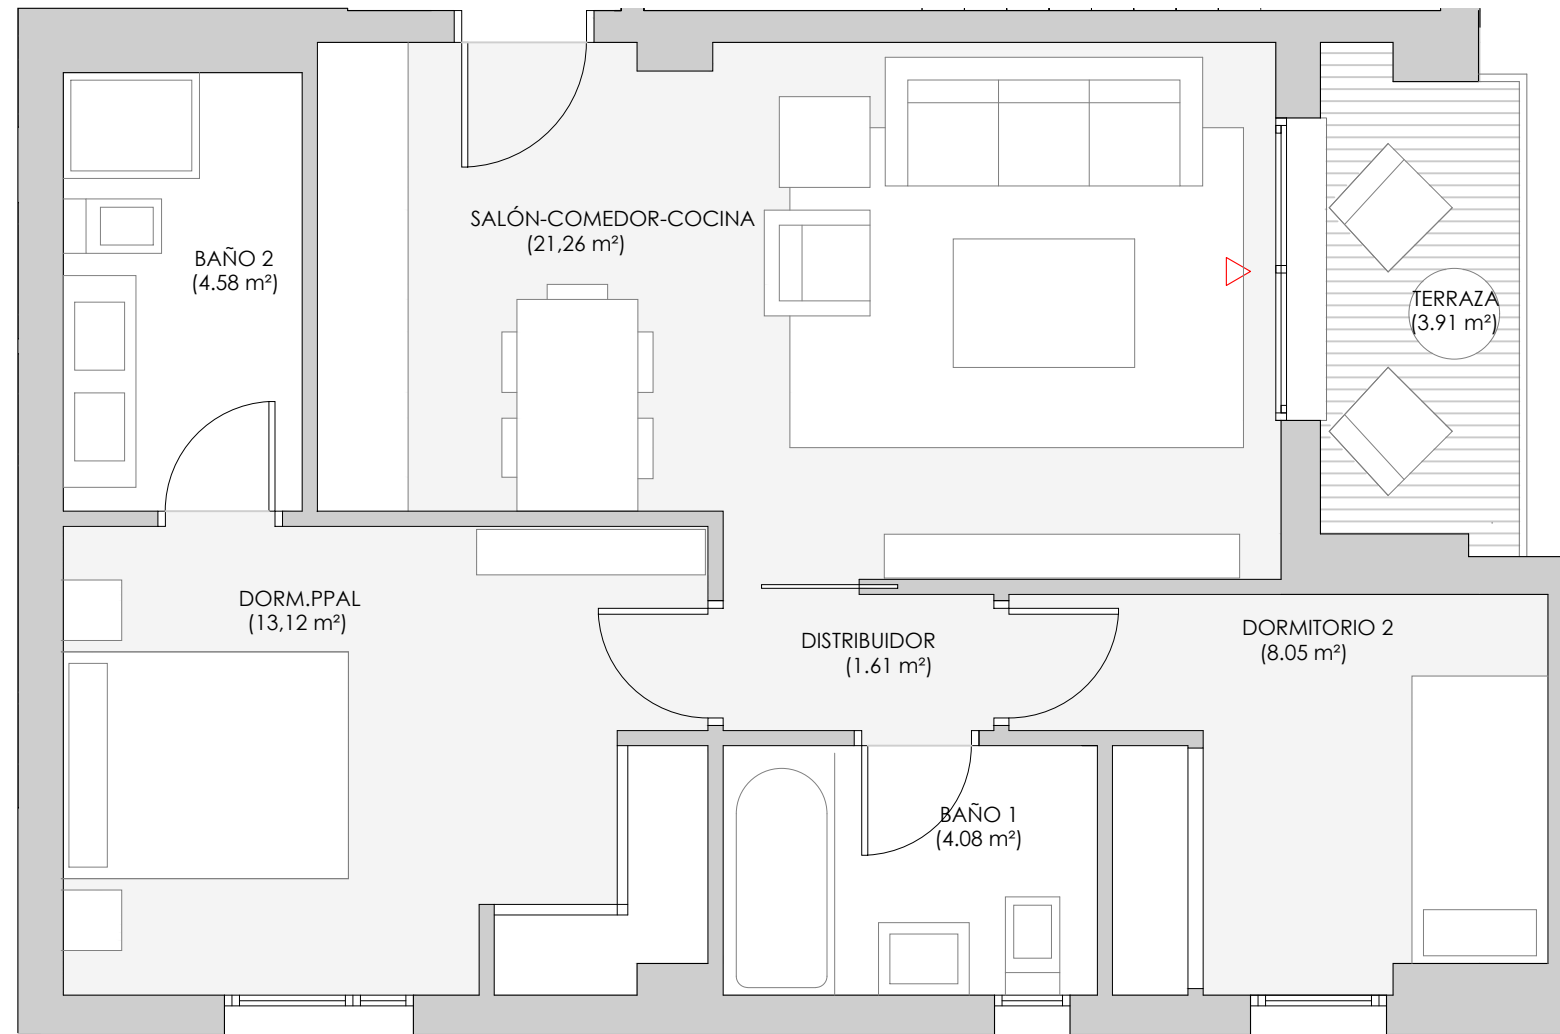 SALÓN-COMEDOR-COCINA
(21,26 m²)
BAÑO 2
(4.58 m²)
TERRAZA
(3.91 m²)
DORM.PPAL
(13,12 m²)
DISTRIBUIDOR
(1.61 m²)
DORMITORIO 2
(8.05 m²)
BAÑO 1
(4.08 m²)